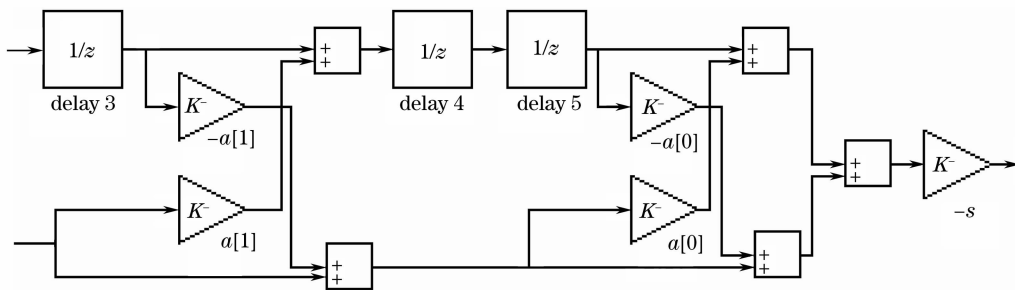 1/z
delay 3
K-
-a[1]
K-
a[1]
+
+
+
+
1/z
delay 4
1/z
delay 5
K-
-a[0]
K-
a[0]
+
+
+
+
+
+
K-
-s